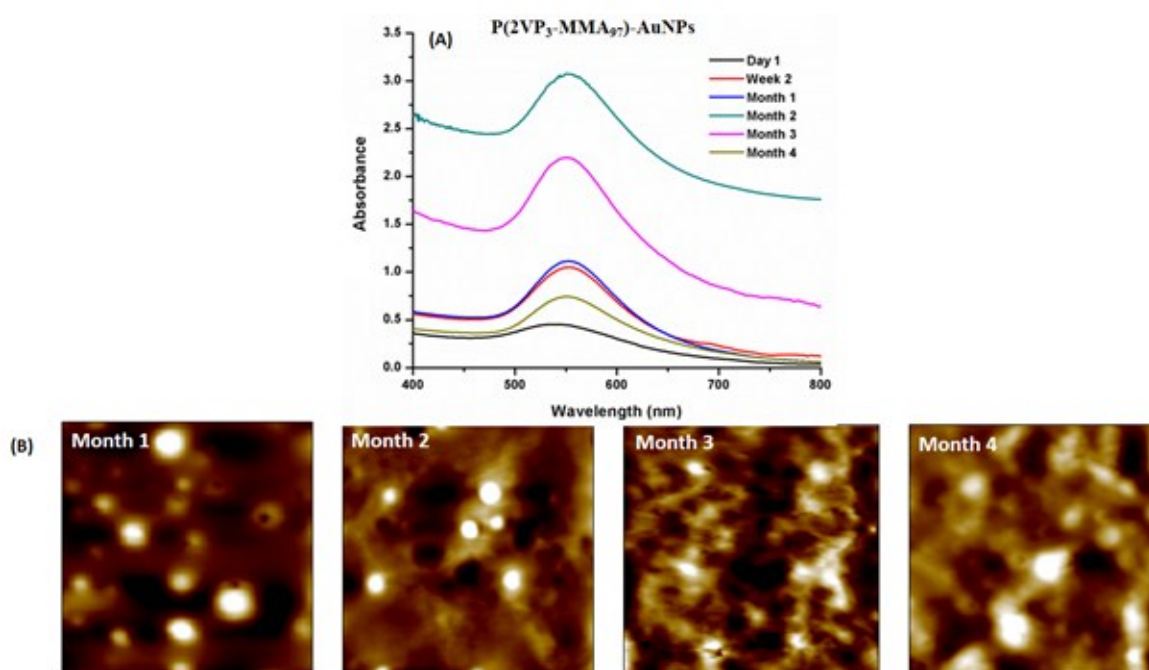 (A)
P(2VP₃-MMA₉₇)-AuNPs
3.5
3.0
2.5
2.0
1.5
1.0
0.5
0.0
Absorbance
Day 1
Week 2
Month 1
Month 2
Month 3
Month 4
400 500 600 700 800
Wavelength (nm)
(B)
Month 1 Month 2 Month 3 Month 4